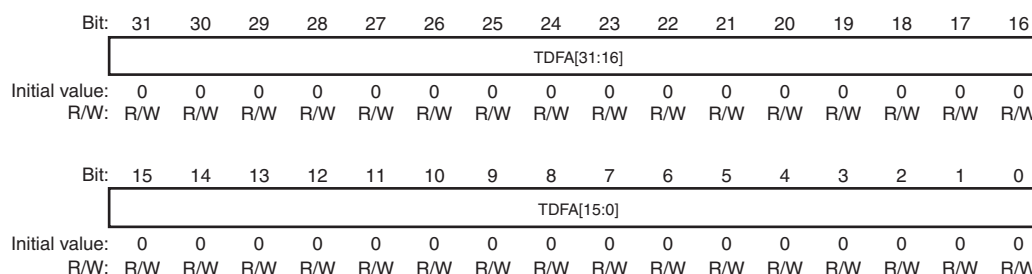 Bit: 31 30 29 28 27 26 25 24 23 22 21 20 19 18 17 16
TDFA[31:16]
Initial value: 0 0 0 0 0 0 0 0 0 0 0 0 0 0 0 0
R/W: R/W R/W R/W R/W R/W R/W R/W R/W R/W R/W R/W R/W R/W R/W R/W R/W
Bit: 15 14 13 12 11 10 9 8 7 6 5 4 3 2 1 0
TDFA[15:0]
Initial value: 0 0 0 0 0 0 0 0 0 0 0 0 0 0 0 0
R/W: R/W R/W R/W R/W R/W R/W R/W R/W R/W R/W R/W R/W R/W R/W R/W R/W